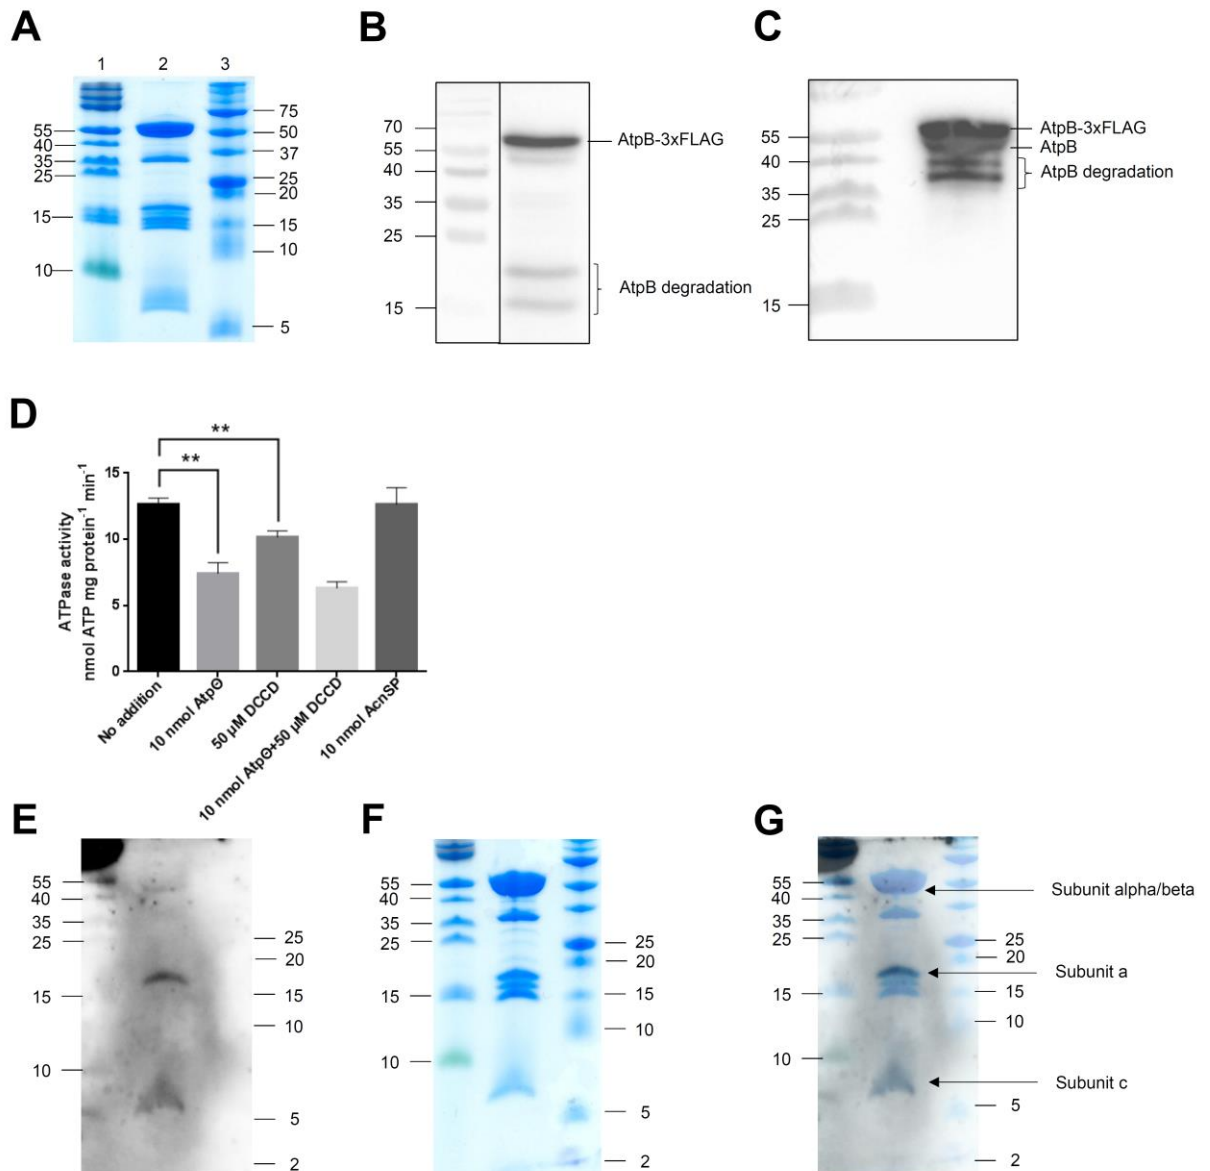 A
1 2 3
55
40
35
25
15
10
75
50
37
25
20
15
10
5
B
70
55
40
35
25
15
AtpB-3xFLAG
AtpB degradation
C
55
40
35
25
15
AtpB-3xFLAG
AtpB
AtpB degradation
D
ATPase activity
nmol ATP mg protein-1 min-1
15
10
5
0
**
**
No addition
10 nmol AtpΘ
50 µM DCCD
10 nmol AtpΘ+50 µM DCCD
10 nmol AcnSP
E
55
40
35
25
15
10
25
20
15
10
5
2
F
55
40
35
25
15
10
25
20
15
10
5
2
G
55
40
35
25
15
10
25
20
15
10
5
2
Subunit alpha/beta
Subunit a
Subunit c